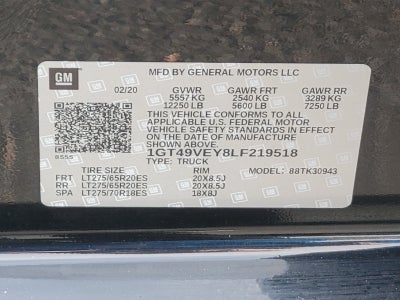 GM
MFD BY GENERAL MOTORS LLC
02/20 GVWR GAWR FRT GAWR RR
5557 KG 2540 KG 3289 KG
12250 LB 5600 LB 7250 LB
THIS VEHICLE CONFORMS TO ALL
APPLICABLE U.S. FEDERAL MOTOR
VEHICLE SAFETY STANDARDS IN EFFECT
ON THE DATE OF MANUFACTURE
SHOWN ABOVE.
1GT49VEY8LF219518
TYPE: TRUCK
TIRE SIZE RIM MODEL: 88TK30943
FRT LT275/65R20ES 20X8.5J
RR LT275/65R20ES 20X8.5J
SPA LT275/70R18ES 18X8J